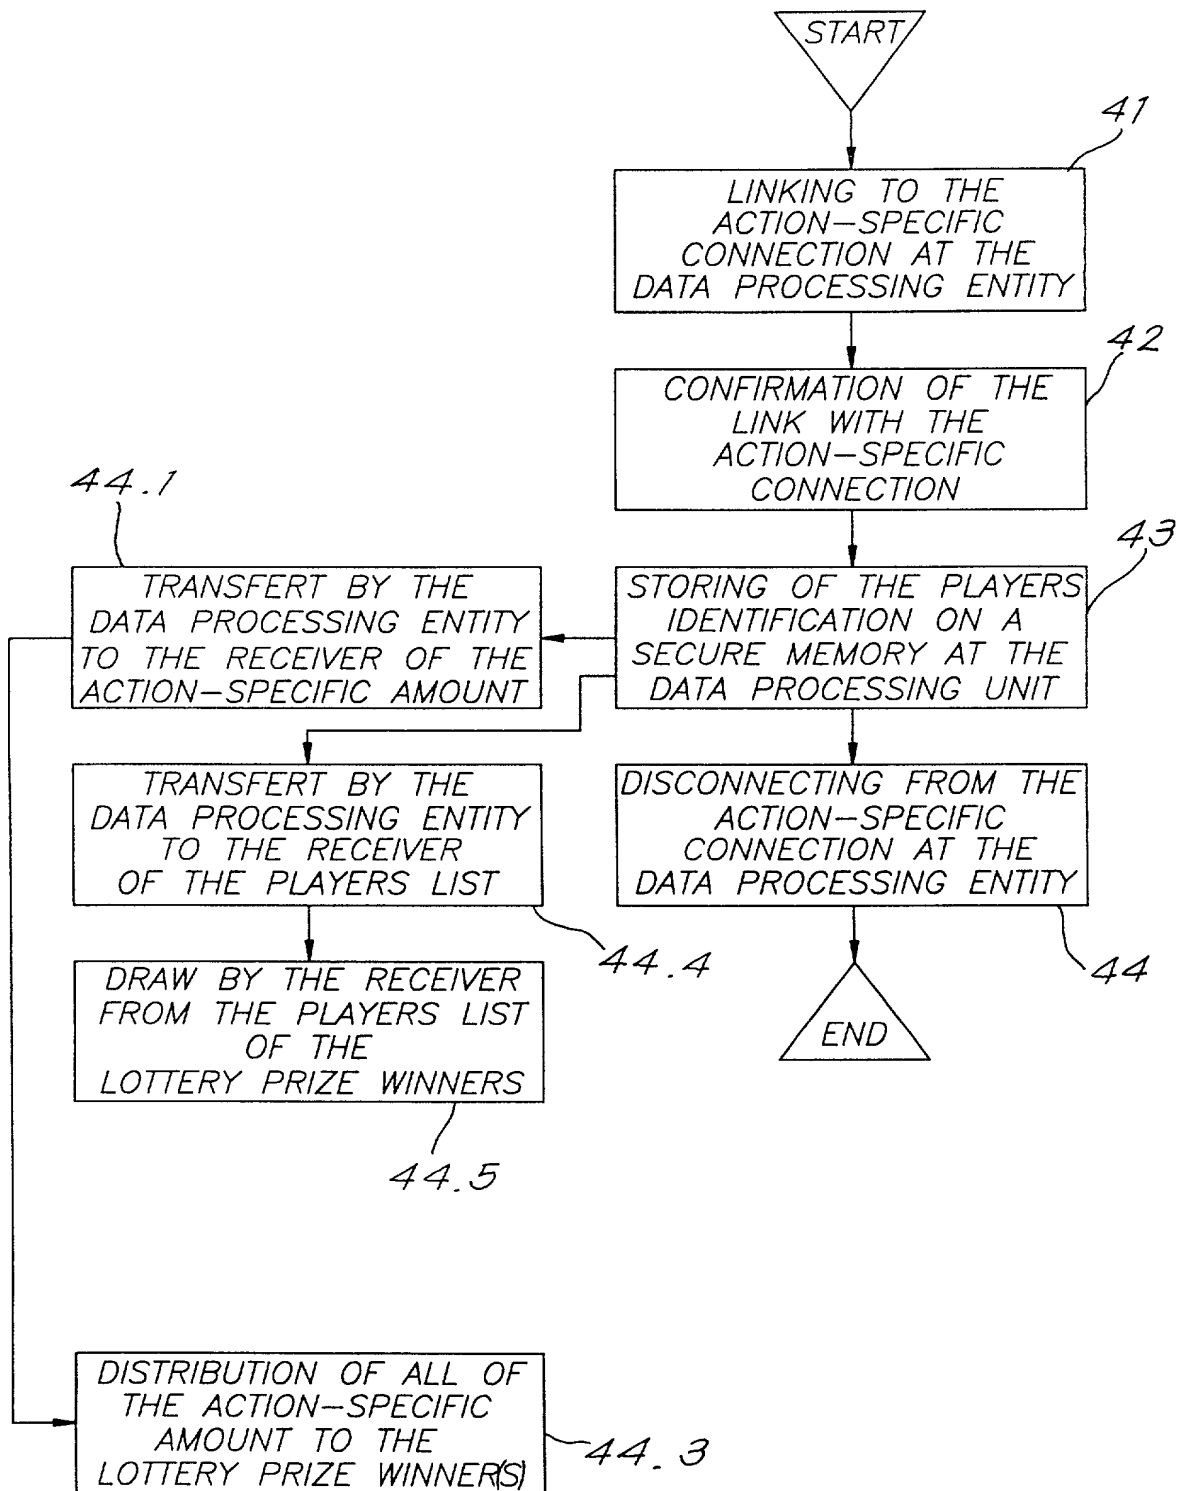 START
41
LINKING TO THE
ACTION-SPECIFIC
CONNECTION AT THE
DATA PROCESSING ENTITY
42
CONFIRMATION OF THE
LINK WITH THE
ACTION-SPECIFIC
CONNECTION
44.1
TRANSFERT BY THE
DATA PROCESSING ENTITY
TO THE RECEIVER OF THE
ACTION-SPECIFIC AMOUNT
43
STORING OF THE PLAYERS
IDENTIFICATION ON A
SECURE MEMORY AT THE
DATA PROCESSING UNIT
TRANSFERT BY THE
DATA PROCESSING ENTITY
TO THE RECEIVER
OF THE PLAYERS LIST
44.4
DISCONNECTING FROM THE
ACTION-SPECIFIC
CONNECTION AT THE
DATA PROCESSING ENTITY
44
DRAW BY THE RECEIVER
FROM THE PLAYERS LIST
OF THE
LOTTERY PRIZE WINNERS
44.5
END
DISTRIBUTION OF ALL OF
THE ACTION-SPECIFIC
AMOUNT TO THE
LOTTERY PRIZE WINNER(S)
44.3